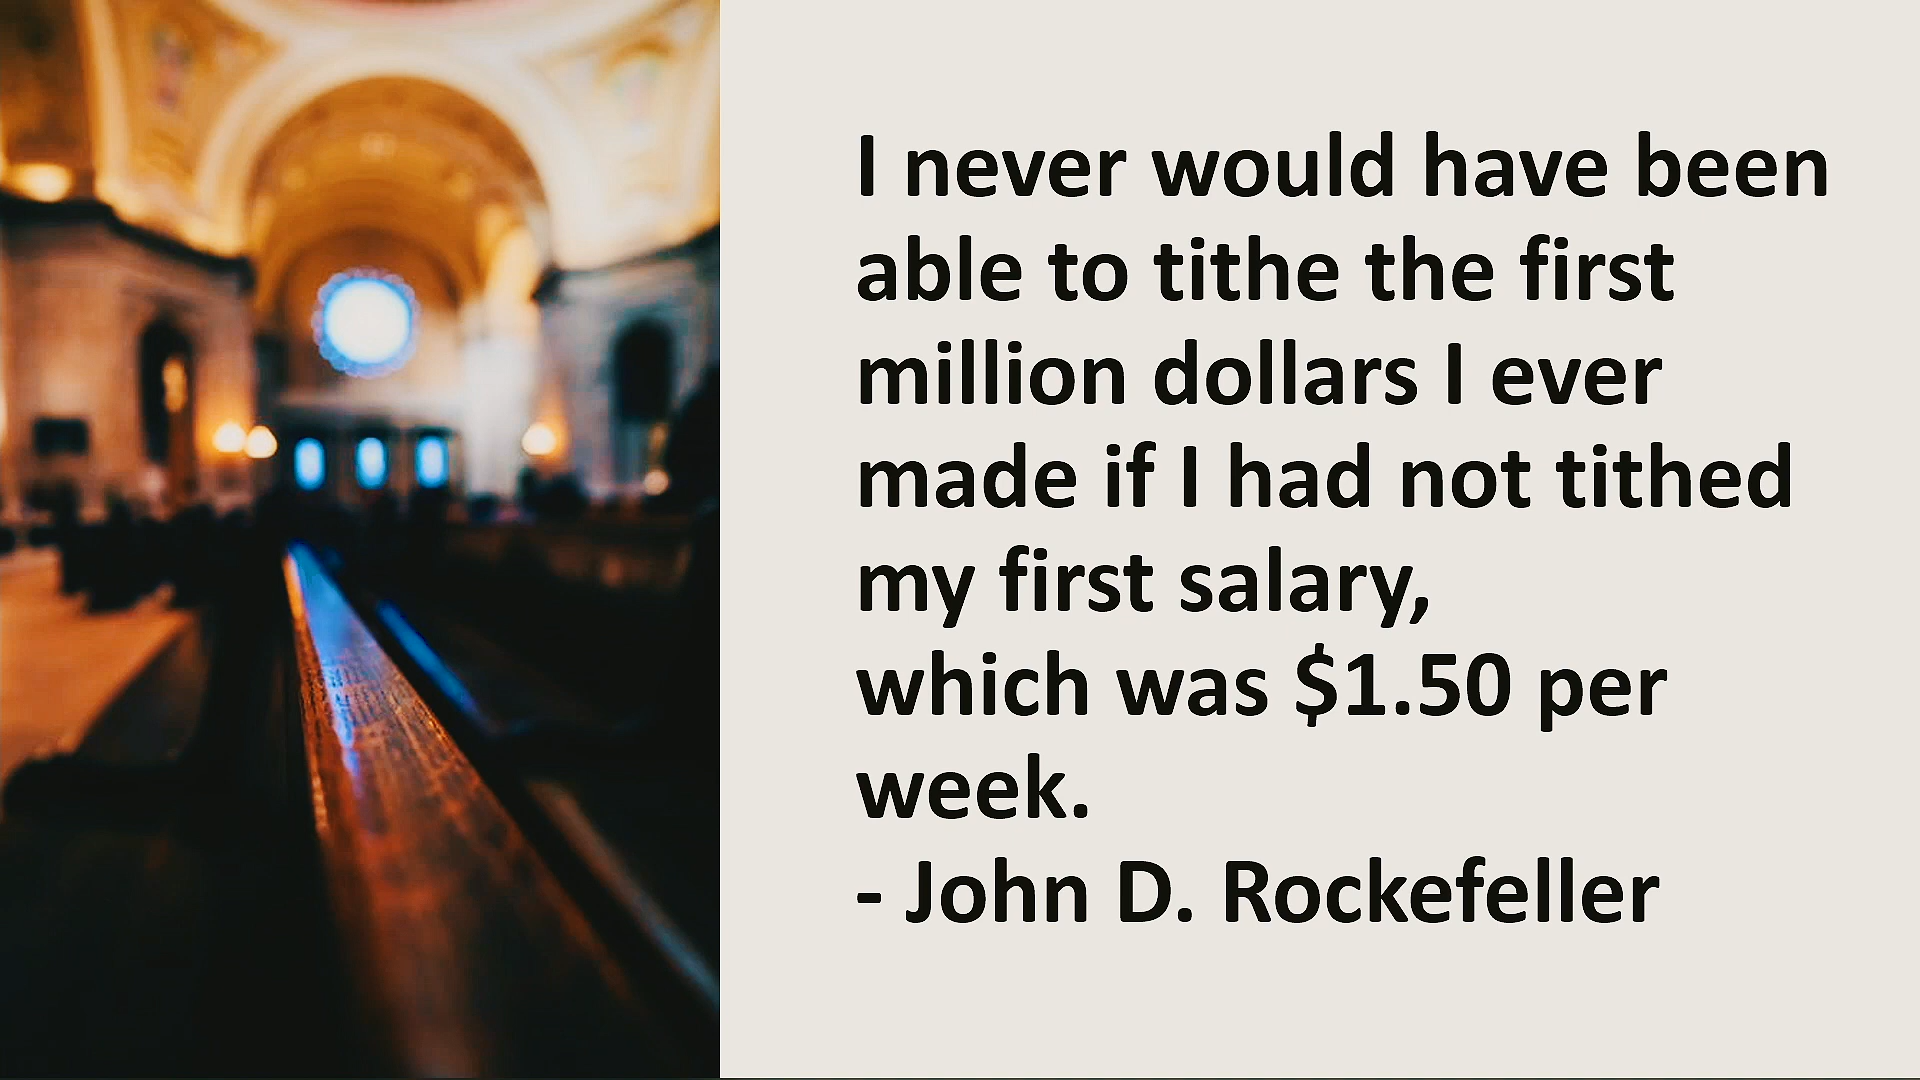 I never would have been
able to tithe the first
million dollars I ever
made if I had not tithed
my first salary,
which was $1.50 per
week.
- John D. Rockefeller